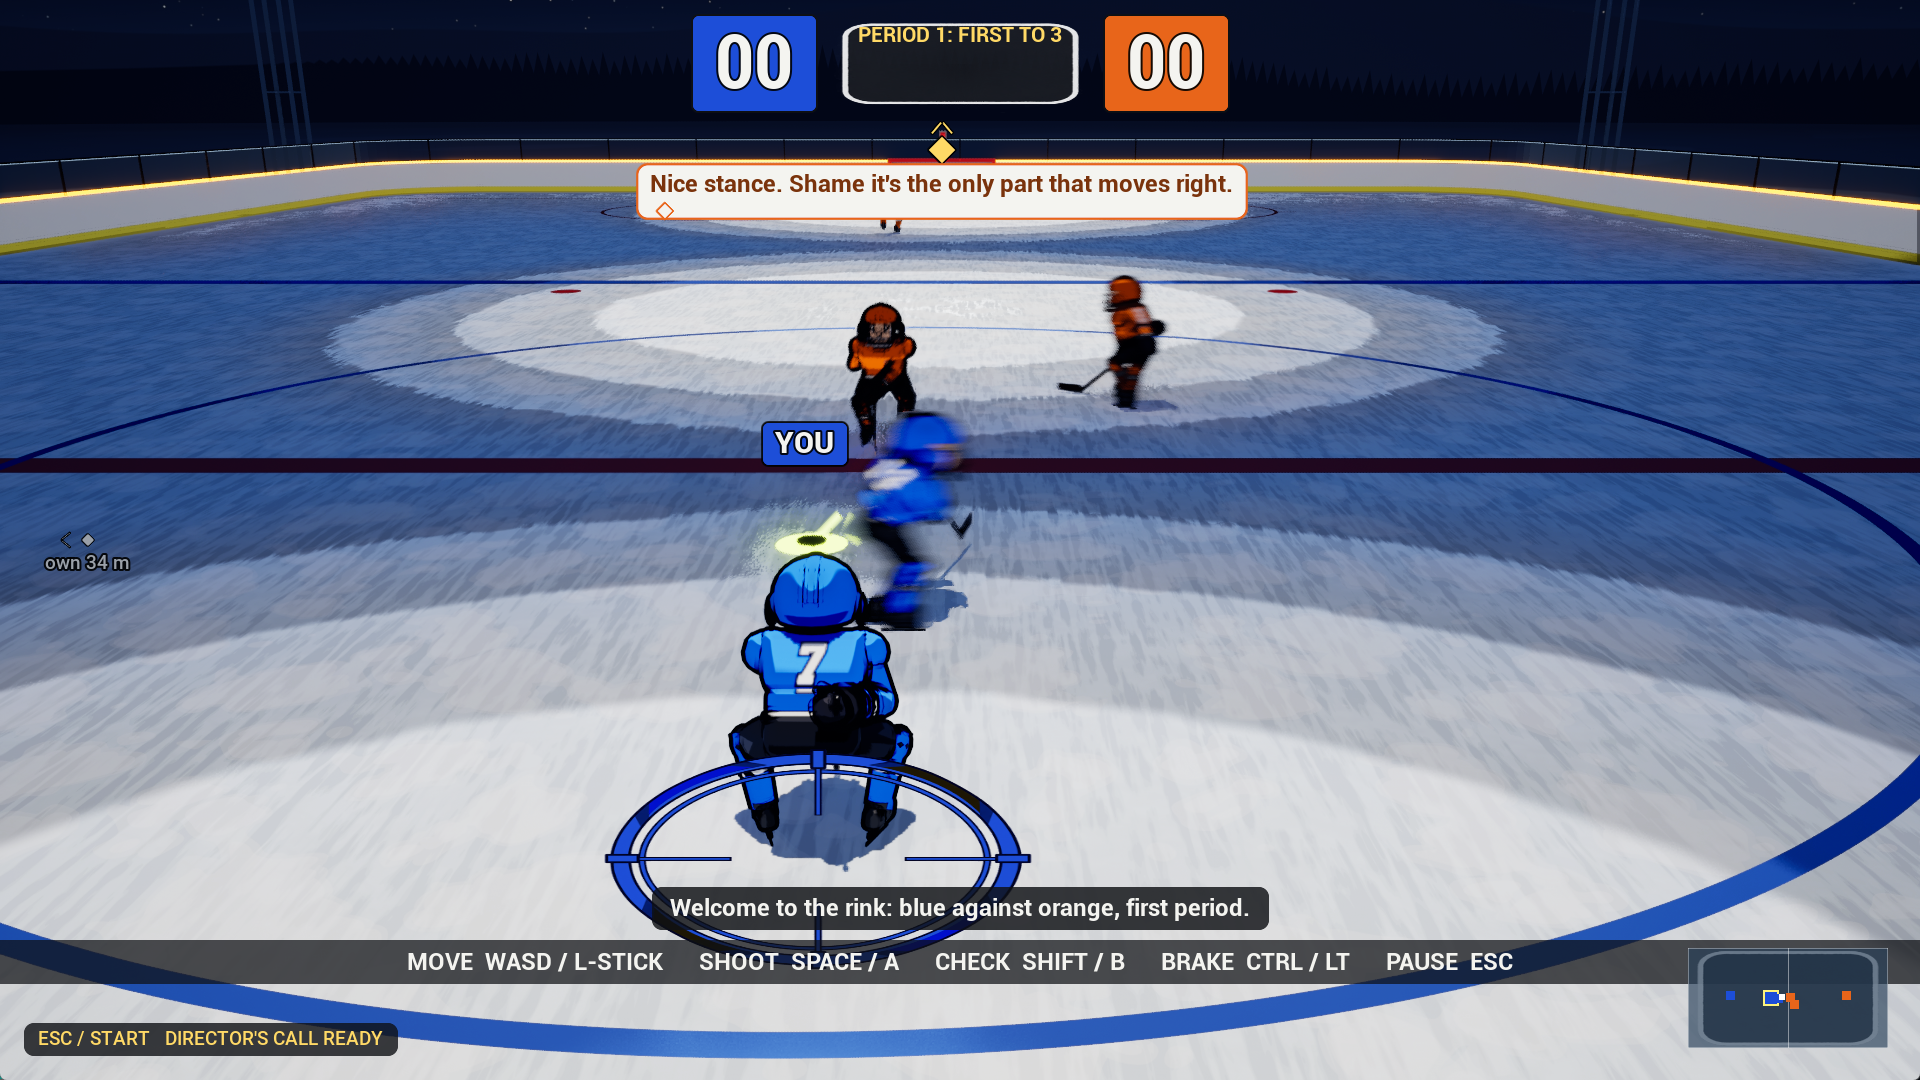 00
PERIOD 1: FIRST TO 3
00
Nice stance. Shame it's the only part that moves right.
YOU
own 34 m
7
Welcome to the rink: blue against orange, first period.
MOVE WASD / L-STICK SHOOT SPACE / A CHECK SHIFT / B BRAKE CTRL / LT PAUSE ESC
ESC / START DIRECTOR'S CALL READY